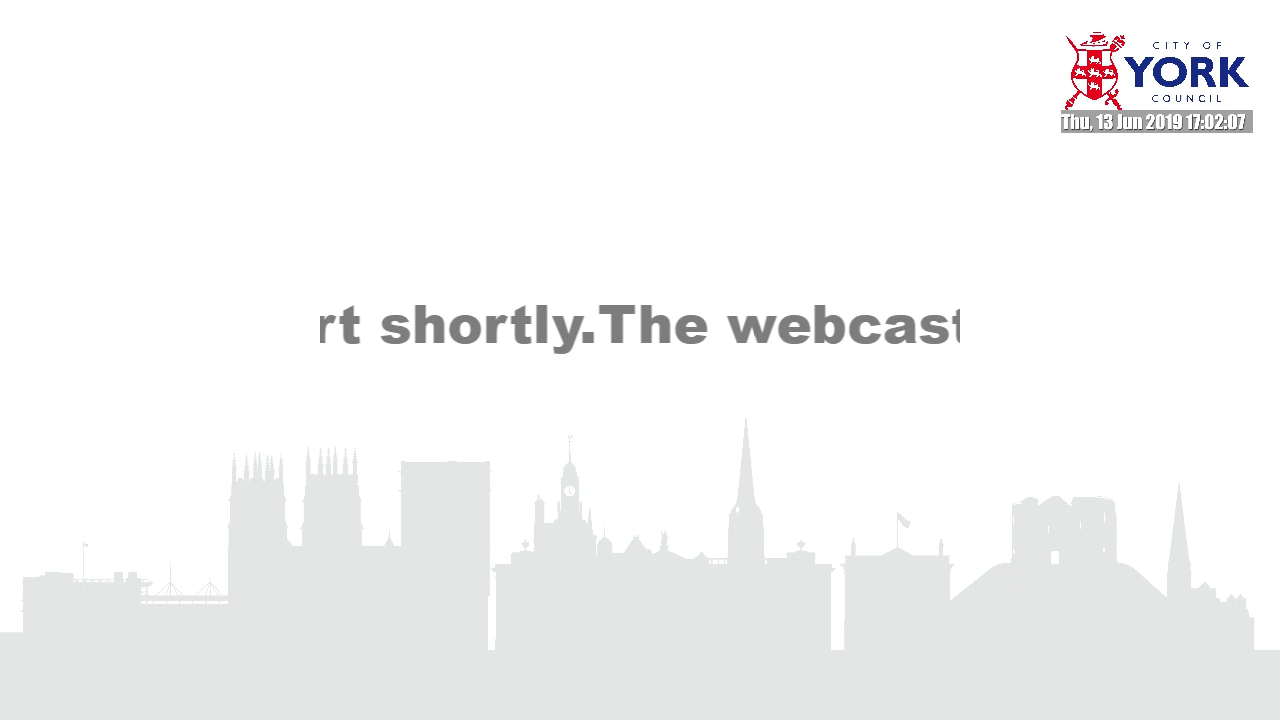 CITY OF
YORK
COUNCIL
Thu, 13 Jun 2019 17:02:07
rt shortly.The webcast